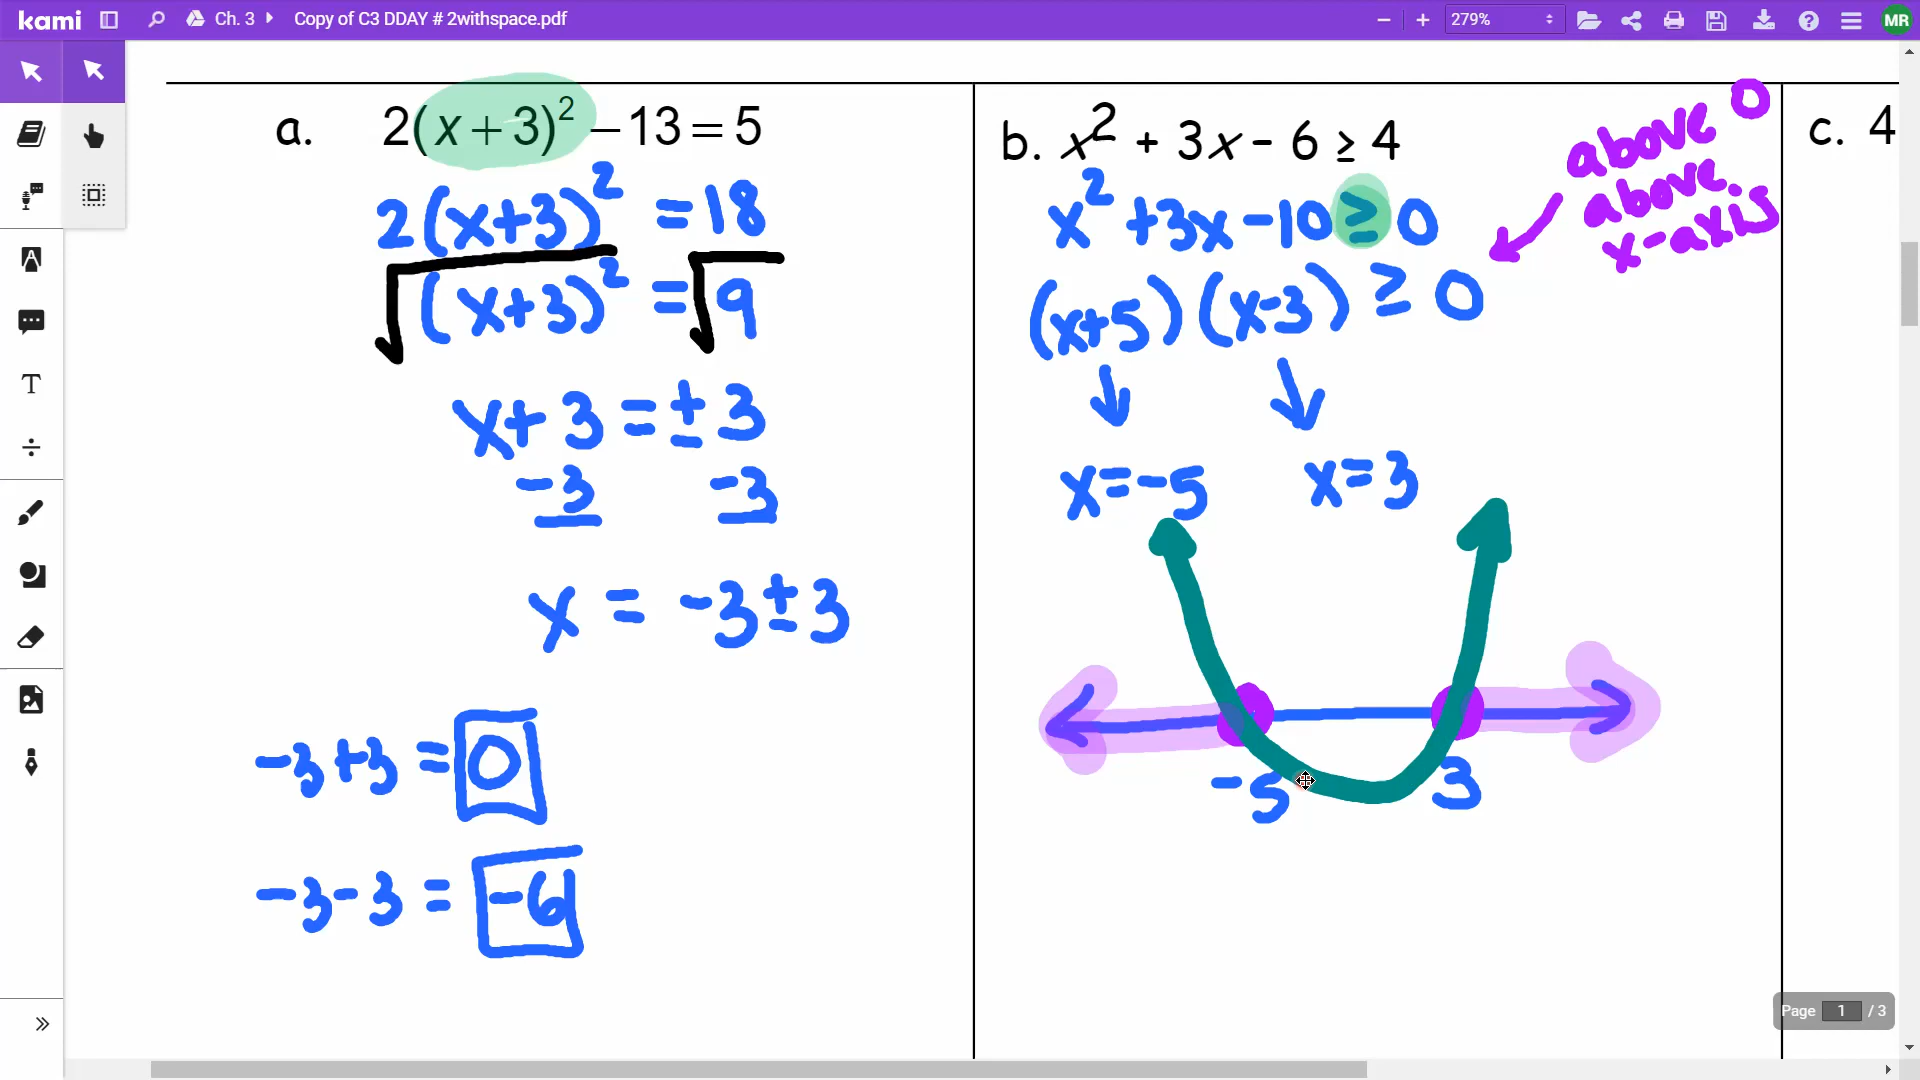 kami Ch. 3 Copy of C3 DDAY # 2withspace.pdf 279% MR
a. 2(x+3)² −13=5
2(x+3)² =18
√(x+3)² =√9
x+3=±3
-3 -3
x = -3±3
-3+3=0
-3-3=-6
b. x² + 3x - 6 ≥ 4
x² +3x-10≥0
(x+5)(x-3)≥0
x=-5 x=3
-5 3
above 0
above
x-axis
c. 4
Page 1 / 3